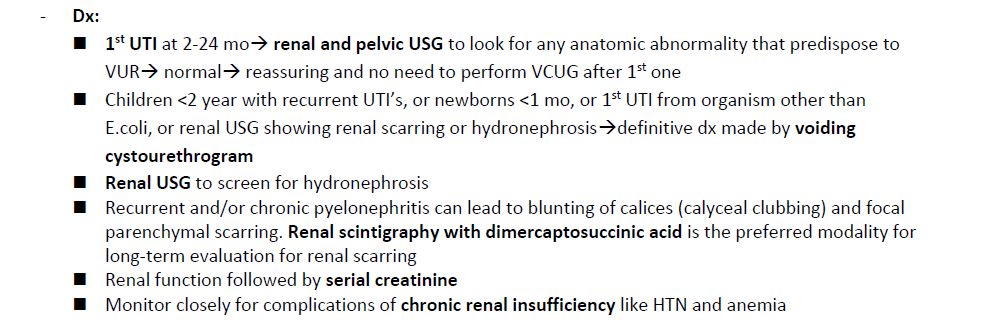 - Dx:
■ 1st UTI at 2-24 mo→ renal and pelvic USG to look for any anatomic abnormality that predispose to
VUR→ normal→ reassuring and no need to perform VCUG after 1st one
■ Children <2 year with recurrent UTI's, or newborns <1 mo, or 1st UTI from organism other than
E.coli, or renal USG showing renal scarring or hydronephrosis→definitive dx made by voiding
cystourethrogram
■ Renal USG to screen for hydronephrosis
■ Recurrent and/or chronic pyelonephritis can lead to blunting of calices (calyceal clubbing) and focal
parenchymal scarring. Renal scintigraphy with dimercaptosuccinic acid is the preferred modality for
long-term evaluation for renal scarring
■ Renal function followed by serial creatinine
■ Monitor closely for complications of chronic renal insufficiency like HTN and anemia